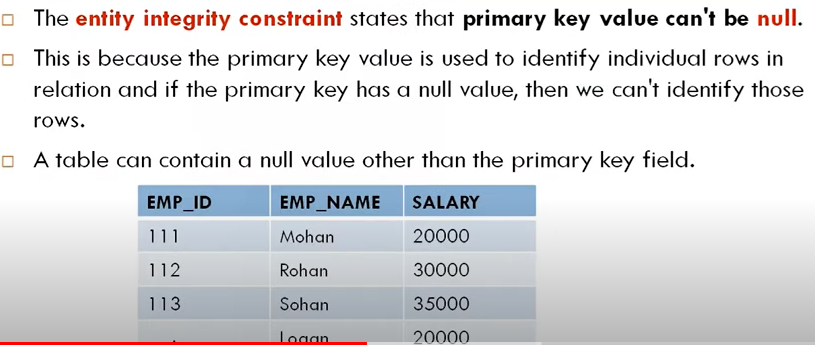 The entity integrity constraint states that primary key value can't be null.
This is because the primary key value is used to identify individual rows in
relation and if the primary key has a null value, then we can't identify those
rows.
A table can contain a null value other than the primary key field.
EMP_ID EMP_NAME SALARY
111 Mohan 20000
112 Rohan 30000
113 Sohan 35000
Logan 20000